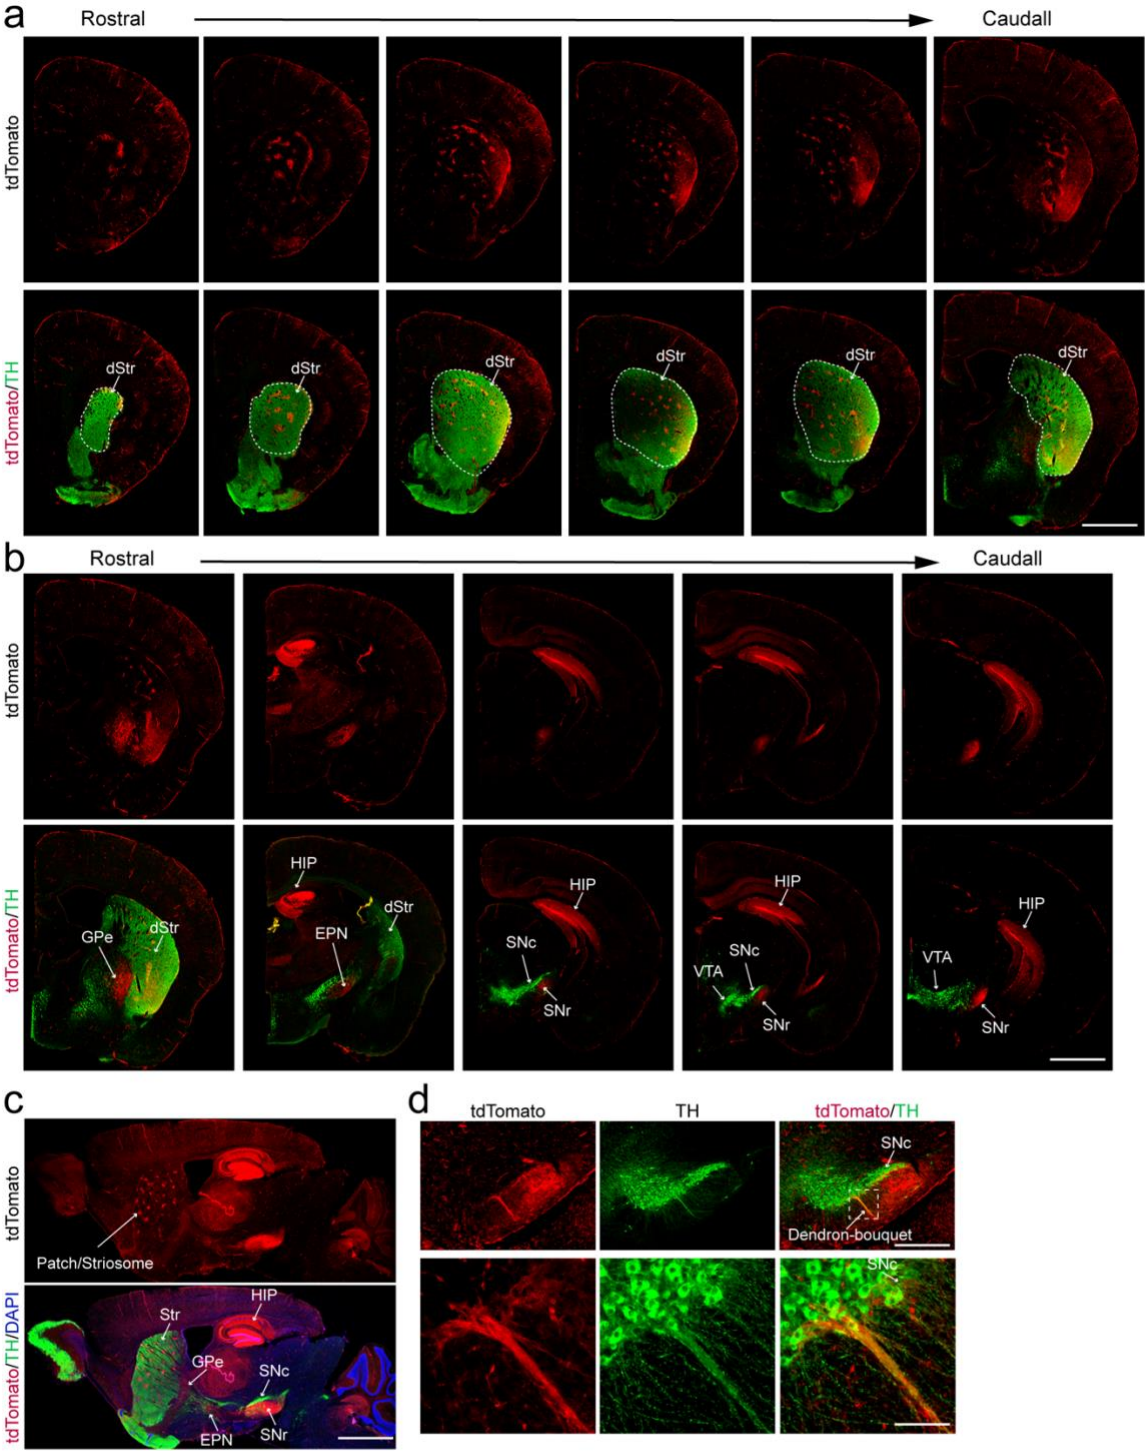 a
Rostral
Caudall
tdTomato
tdTomato/TH
dStr
dStr
dStr
dStr
dStr
dStr
b
Rostral
Caudall
tdTomato
tdTomato/TH
GPe
dStr
HIP
EPN
dStr
HIP
SNc
SNr
HIP
SNc
VTA
SNr
HIP
VTA
SNr
c
tdTomato
Patch/Striosome
tdTomato/TH/DAPI
Str
HIP
GPe
SNc
EPN
SNr
d
tdTomato
TH
tdTomato/TH
SNc
Dendron-bouquet
SNc